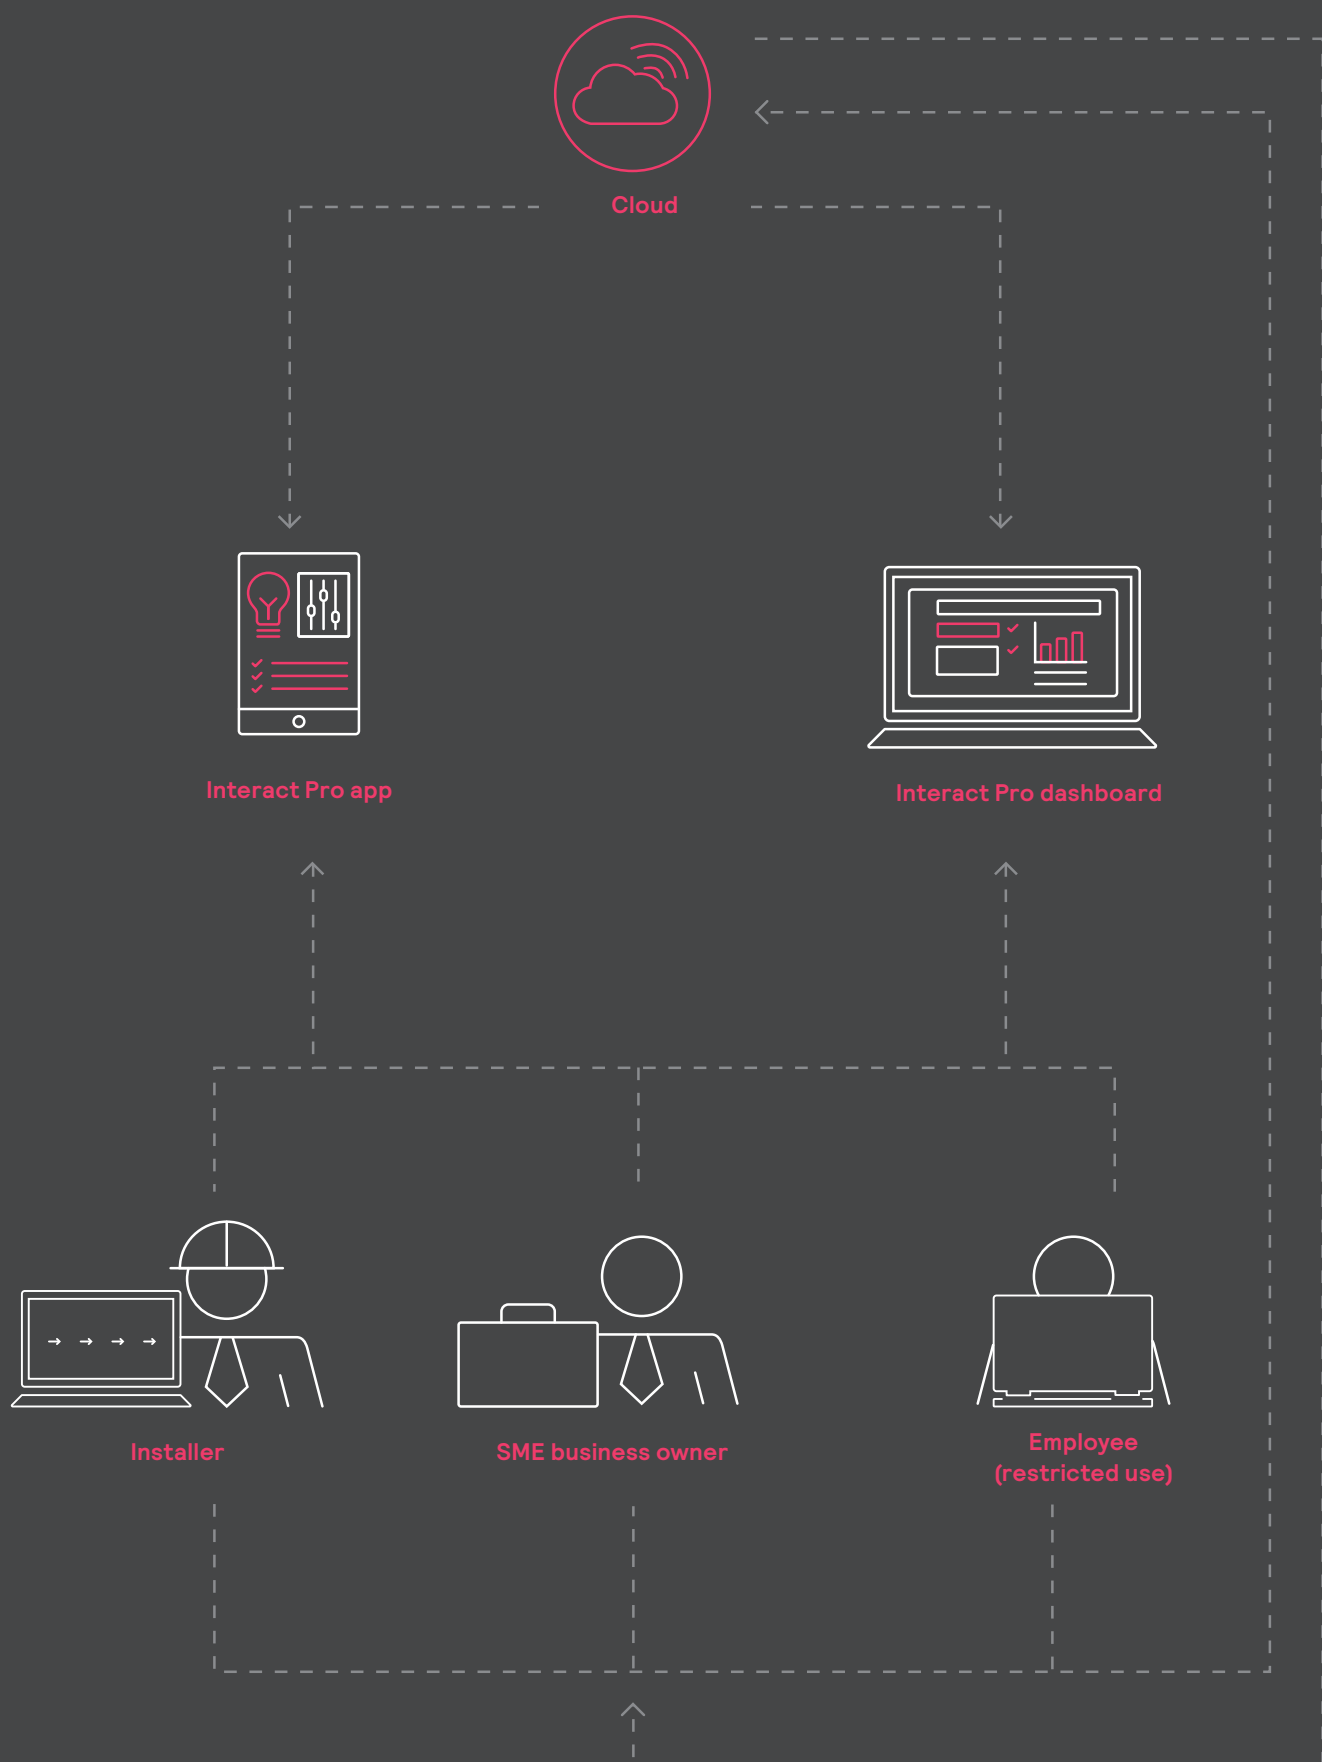 Cloud
Interact Pro app
Interact Pro dashboard
Installer
SME business owner
Employee
(restricted use)